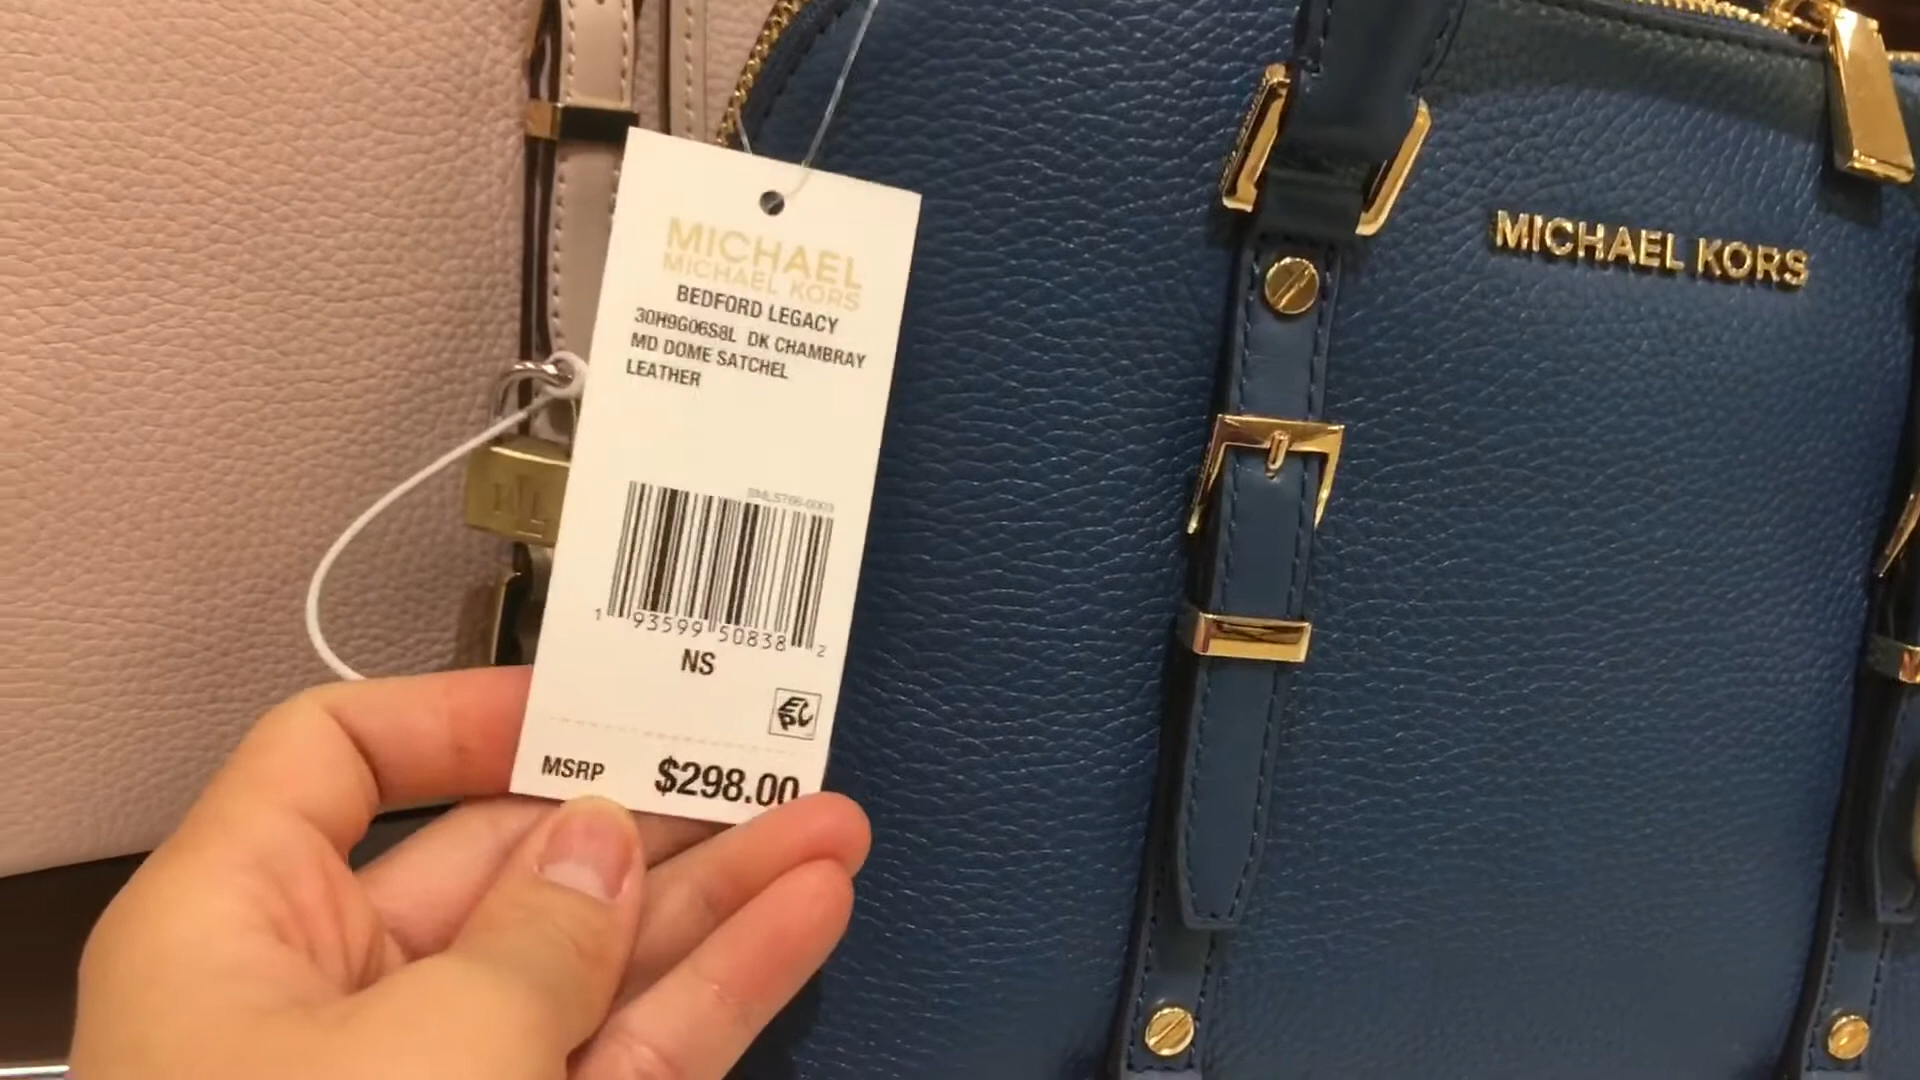 MICHAEL
MICHAEL KORS
BEDFORD LEGACY
30H9G06S8L DK CHAMBRAY
MD DOME SATCHEL
LEATHER
1 93599 50838 2
NS
EPC
MSRP $298.00
MICHAEL KORS